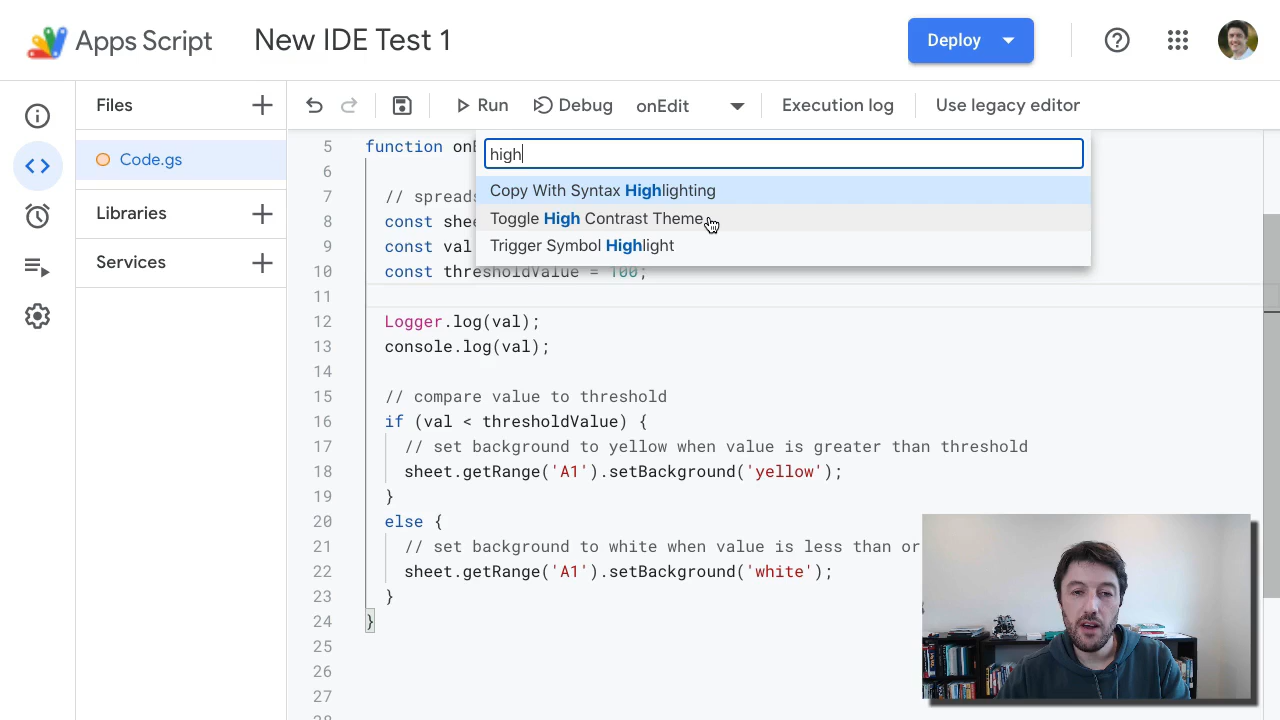 Apps Script
New IDE Test 1
Deploy
Files
Code.gs
Libraries
Services
Run
Debug
onEdit
Execution log
Use legacy editor
high
Copy With Syntax Highlighting
Toggle High Contrast Theme
Trigger Symbol Highlight
5 function
6
7 // spreads
8 const shee
9 const val
10 const thresholdValue = 100;
11
12 Logger.log(val);
13 console.log(val);
14
15 // compare value to threshold
16 if (val < thresholdValue) {
17 // set background to yellow when value is greater than threshold
18 sheet.getRange('A1').setBackground('yellow');
19 }
20 else {
21 // set background to white when value is less than or
22 sheet.getRange('A1').setBackground('white');
23 }
24 }
25
26
27